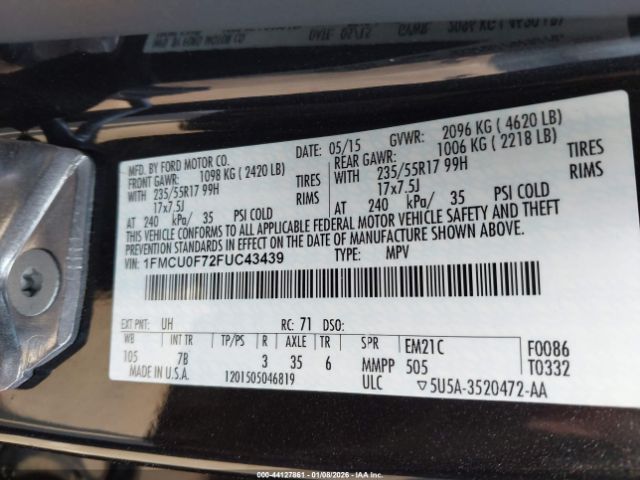 MFD. BY FORD MOTOR CO.
DATE: 05/15 GVWR: 2096 KG ( 4620 LB)
FRONT GAWR: 1098 KG ( 2420 LB) REAR GAWR: 1006 KG ( 2218 LB)
WITH 235/55R17 99H TIRES WITH 235/55R17 99H TIRES
17x7.5J RIMS 17x7.5J RIMS
AT 240 kPa/ 35 PSI COLD AT 240 kPa/ 35 PSI COLD
THIS VEHICLE CONFORMS TO ALL APPLICABLE FEDERAL MOTOR VEHICLE SAFETY AND THEFT
PREVENTION STANDARDS IN EFFECT ON THE DATE OF MANUFACTURE SHOWN ABOVE.
VIN: 1FMCU0F72FUC43439 TYPE: MPV
EXT PNT: UH RC: 71 DSO:
WB INT TR TP/PS R AXLE TR SPR EM21C F0086
105 7B 3 35 6 MMPP 505 T0332
MADE IN U.S.A. 1201505046819 ULC ▽5U5A-3520472-AA
000-44127861 - 01/08/2026 - IAA Inc.